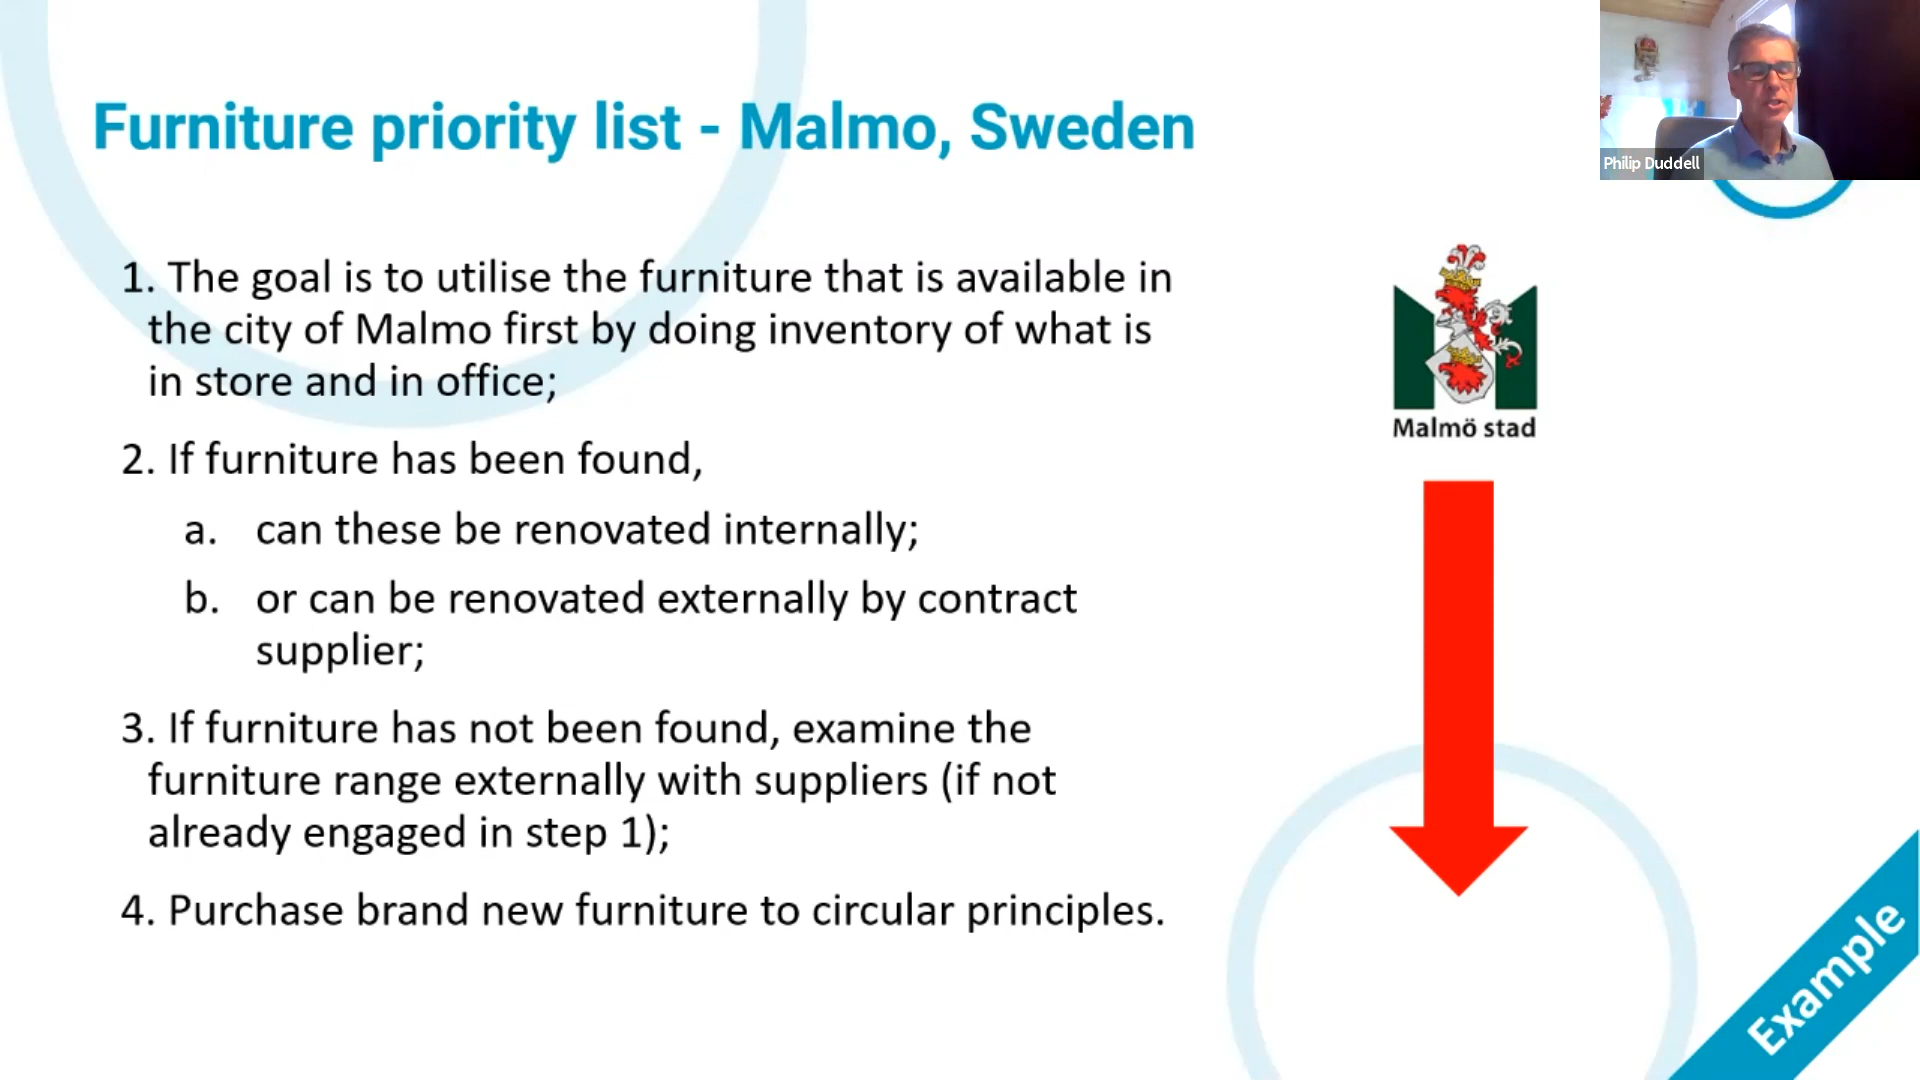 Furniture priority list - Malmo, Sweden
Philip Duddell
1. The goal is to utilise the furniture that is available in
the city of Malmo first by doing inventory of what is
in store and in office;
2. If furniture has been found,
a. can these be renovated internally;
b. or can be renovated externally by contract
supplier;
3. If furniture has not been found, examine the
furniture range externally with suppliers (if not
already engaged in step 1);
4. Purchase brand new furniture to circular principles.
Malmö stad
Example